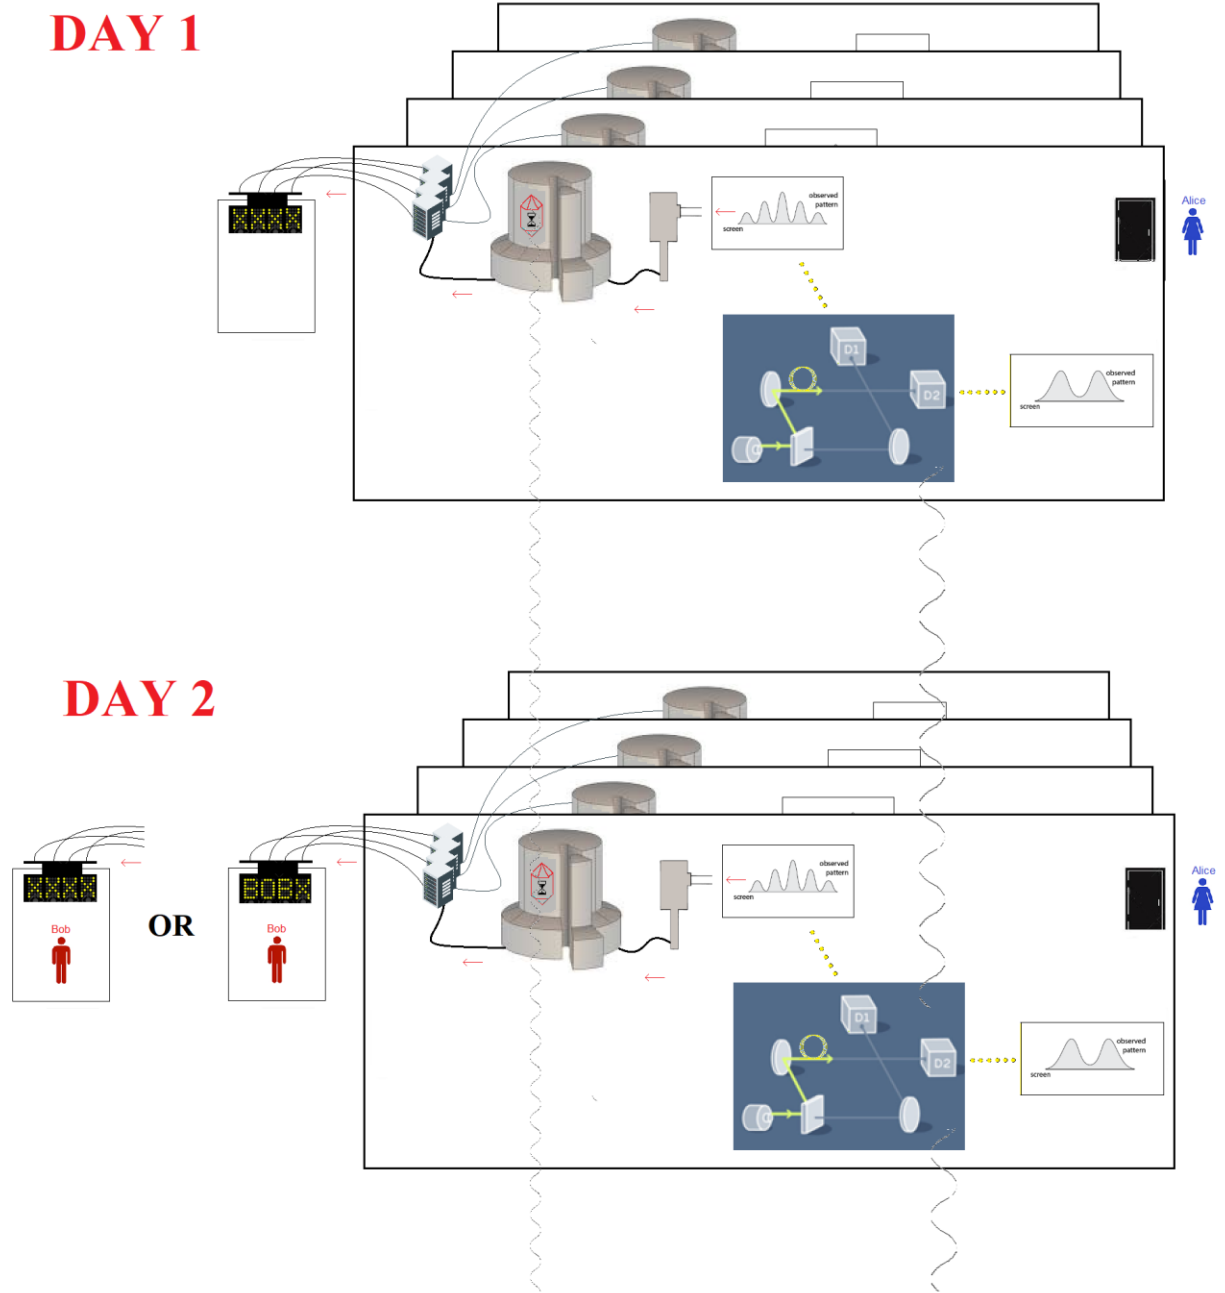 DAY 1
XXXX
observed
pattern
screen
Alice
D1
D2
observed
pattern
screen
DAY 2
XXXX
Bob
OR
BOBX
Bob
observed
pattern
screen
Alice
D1
D2
observed
pattern
screen